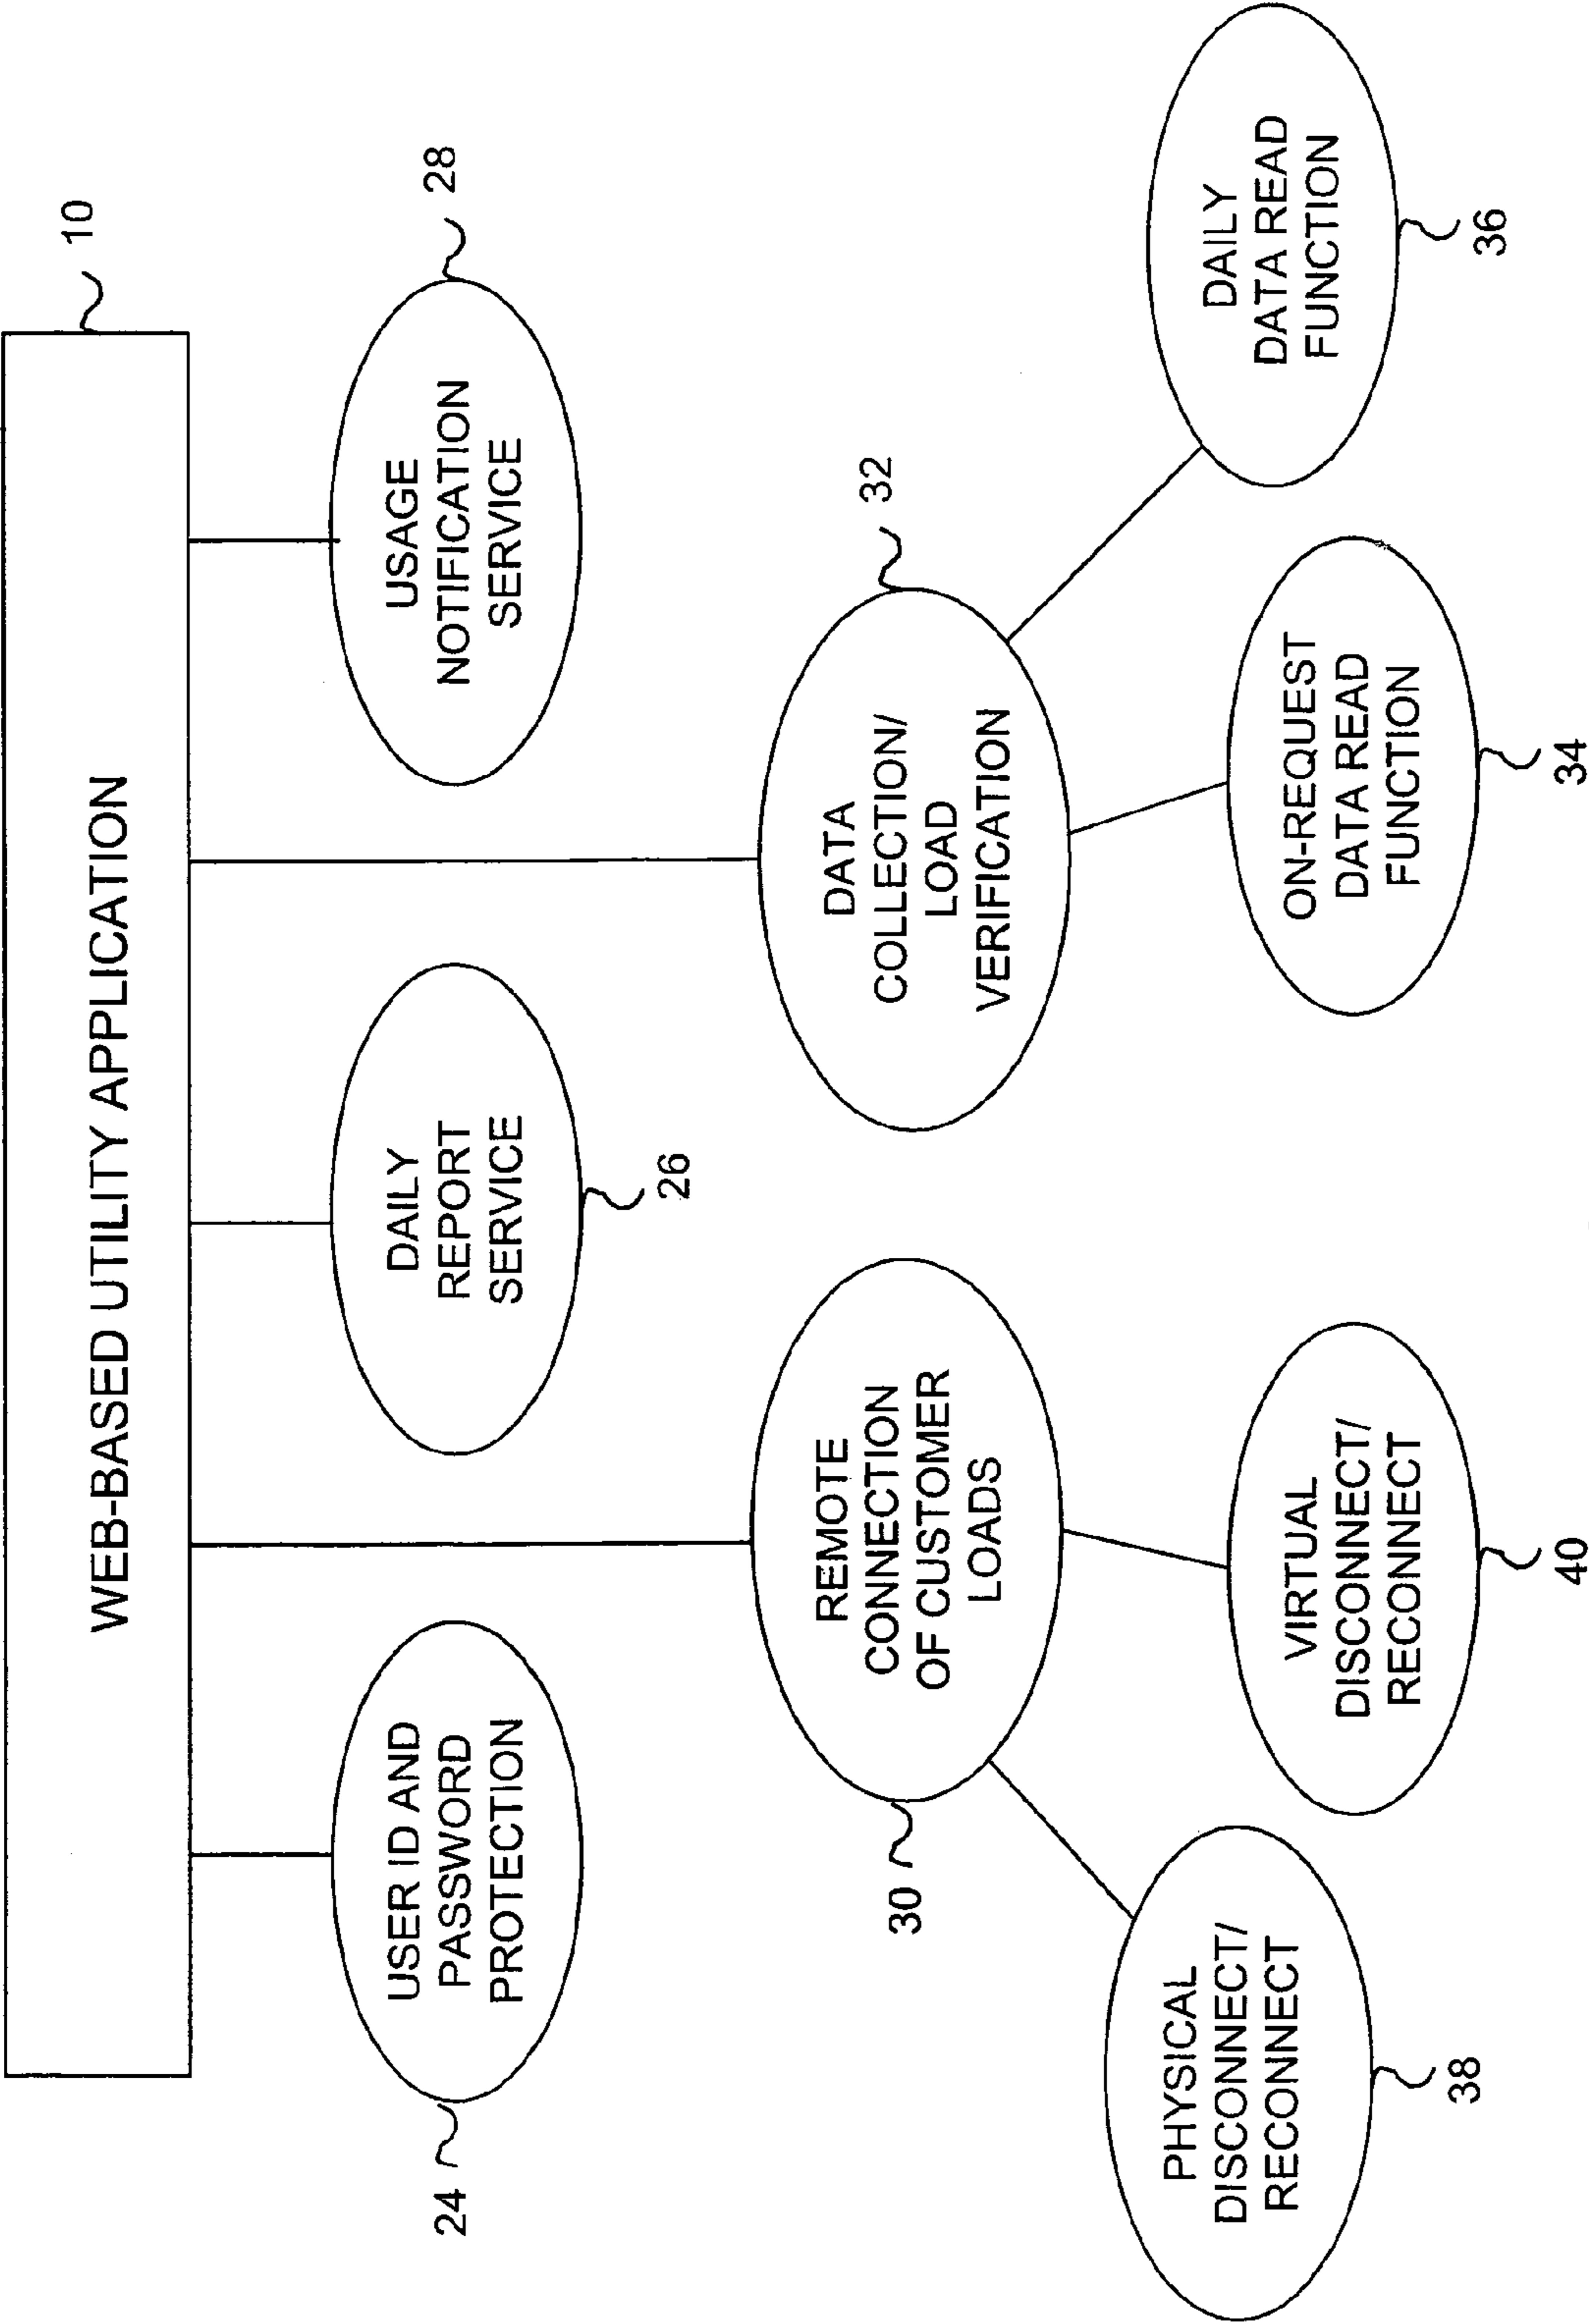 WEB-BASED UTILITY APPLICATION
10
USER ID AND
PASSWORD
PROTECTION
24
DAILY
REPORT
SERVICE
26
USAGE
NOTIFICATION
SERVICE
28
REMOTE
CONNECTION
OF CUSTOMER
LOADS
30
DATA
COLLECTION/
LOAD
VERIFICATION
32
PHYSICAL
DISCONNECT/
RECONNECT
38
VIRTUAL
DISCONNECT/
RECONNECT
40
ON-REQUEST
DATA READ
FUNCTION
34
DAILY
DATA READ
FUNCTION
36